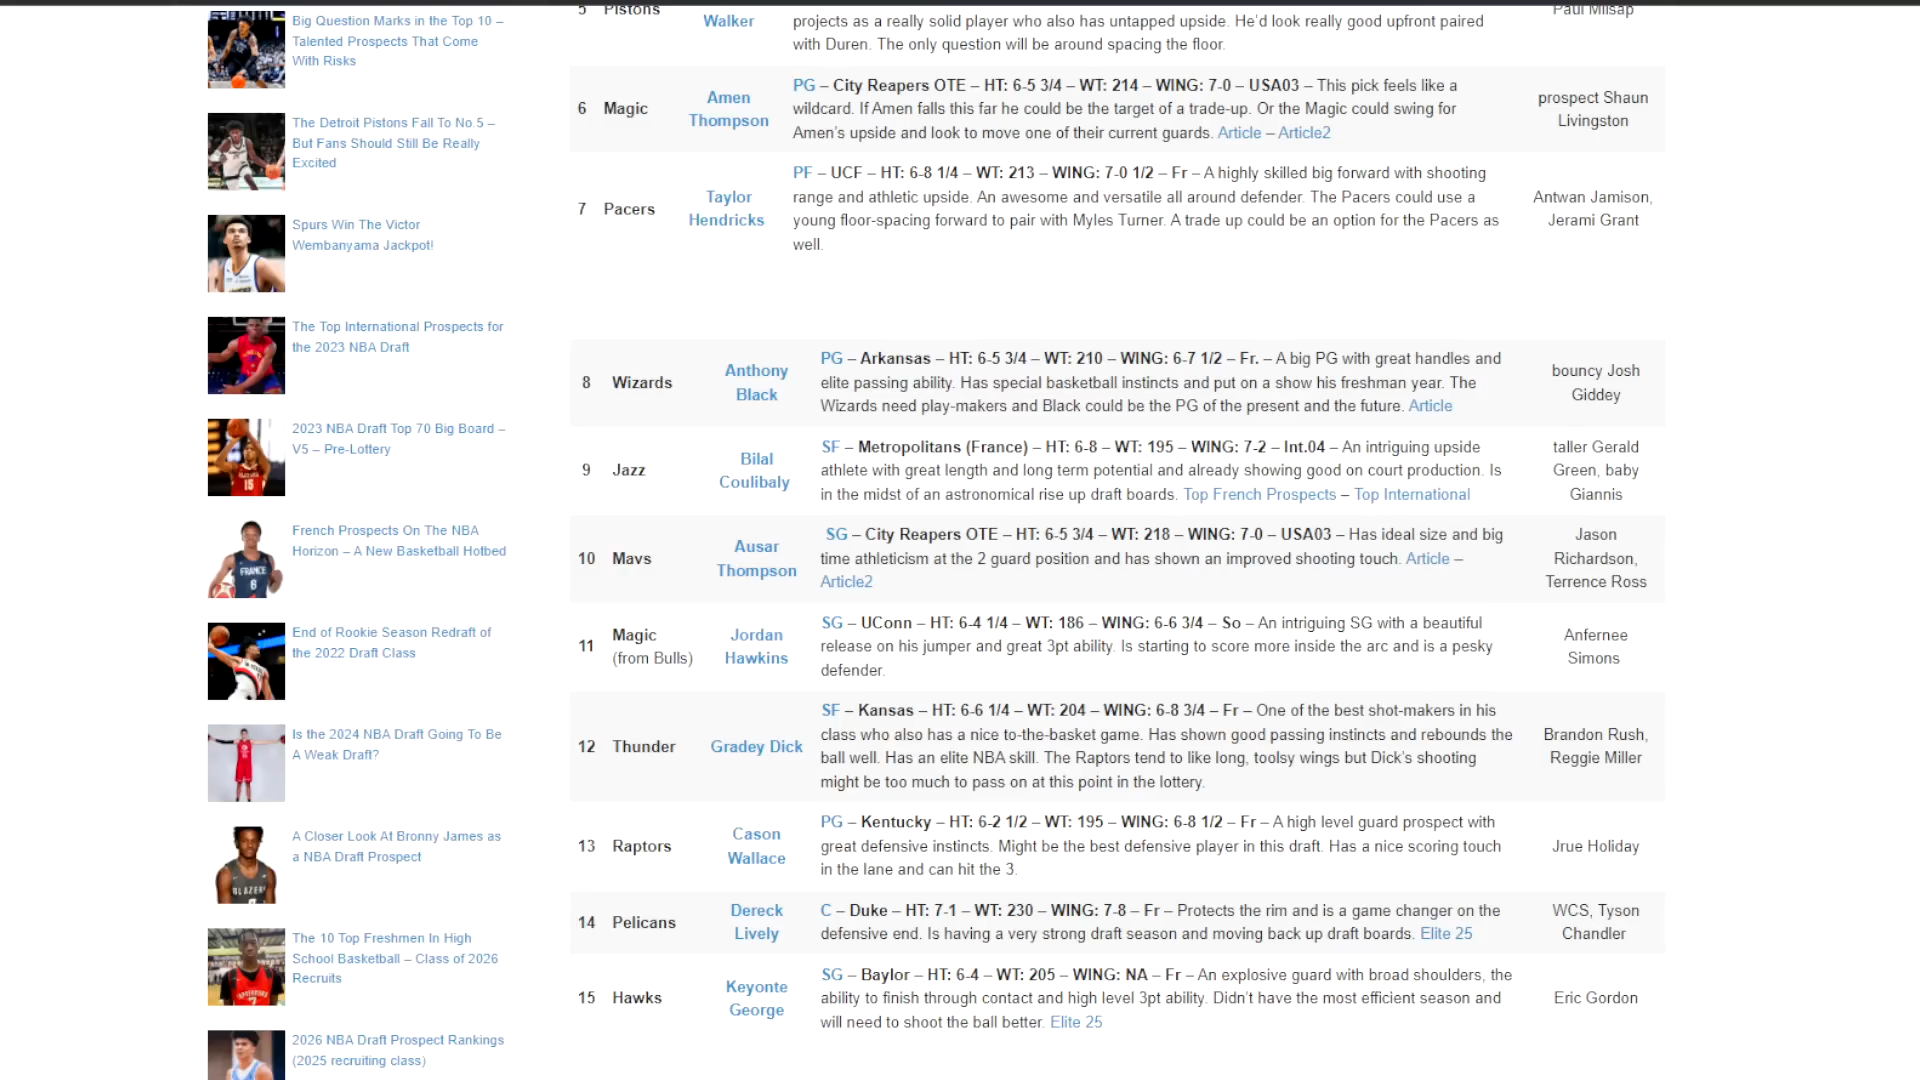 Big Question Marks in the Top 10 –
Talented Prospects That Come
With Risks
The Detroit Pistons Fall To No.5 –
But Fans Should Still Be Really
Excited
Spurs Win The Victor
Wembanyama Jackpot!
The Top International Prospects for
the 2023 NBA Draft
2023 NBA Draft Top 70 Big Board –
V5 – Pre-Lottery
French Prospects On The NBA
Horizon – A New Basketball Hotbed
End of Rookie Season Redraft of
the 2022 Draft Class
Is the 2024 NBA Draft Going To Be
A Weak Draft?
A Closer Look At Bronny James as
a NBA Draft Prospect
The 10 Top Freshmen In High
School Basketball – Class of 2026
Recruits
2026 NBA Draft Prospect Rankings
(2025 recruiting class)
5 Pistons
Walker
projects as a really solid player who also has untapped upside. He'd look really good upfront paired
with Duren. The only question will be around spacing the floor.
Paul Milsap
6 Magic
Amen
Thompson
PG – City Reapers OTE – HT: 6-5 3/4 – WT: 214 – WING: 7-0 – USA03 – This pick feels like a
wildcard. If Amen falls this far he could be the target of a trade-up. Or the Magic could swing for
Amen's upside and look to move one of their current guards. Article – Article2
prospect Shaun
Livingston
7 Pacers
Taylor
Hendricks
PF – UCF – HT: 6-8 1/4 – WT: 213 – WING: 7-0 1/2 – Fr – A highly skilled big forward with shooting
range and athletic upside. An awesome and versatile all around defender. The Pacers could use a
young floor-spacing forward to pair with Myles Turner. A trade up could be an option for the Pacers as
well.
Antwan Jamison,
Jerami Grant
8 Wizards
Anthony
Black
PG – Arkansas – HT: 6-5 3/4 – WT: 210 – WING: 6-7 1/2 – Fr. – A big PG with great handles and
elite passing ability. Has special basketball instincts and put on a show his freshman year. The
Wizards need play-makers and Black could be the PG of the present and the future. Article
bouncy Josh
Giddey
9 Jazz
Bilal
Coulibaly
SF – Metropolitans (France) – HT: 6-8 – WT: 195 – WING: 7-2 – Int.04 – An intriguing upside
athlete with great length and long term potential and already showing good on court production. Is
in the midst of an astronomical rise up draft boards. Top French Prospects – Top International
taller Gerald
Green, baby
Giannis
10 Mavs
Ausar
Thompson
SG – City Reapers OTE – HT: 6-5 3/4 – WT: 218 – WING: 7-0 – USA03 – Has ideal size and big
time athleticism at the 2 guard position and has shown an improved shooting touch. Article –
Article2
Jason
Richardson,
Terrence Ross
11 Magic
(from Bulls)
Jordan
Hawkins
SG – UConn – HT: 6-4 1/4 – WT: 186 – WING: 6-6 3/4 – So – An intriguing SG with a beautiful
release on his jumper and great 3pt ability. Is starting to score more inside the arc and is a pesky
defender.
Anfernee
Simons
12 Thunder
Gradey Dick
SF – Kansas – HT: 6-6 1/4 – WT: 204 – WING: 6-8 3/4 – Fr – One of the best shot-makers in his
class who also has a nice to-the-basket game. Has shown good passing instincts and rebounds the
ball well. Has an elite NBA skill. The Raptors tend to like long, toolsy wings but Dick's shooting
might be too much to pass on at this point in the lottery.
Brandon Rush,
Reggie Miller
13 Raptors
Cason
Wallace
PG – Kentucky – HT: 6-2 1/2 – WT: 195 – WING: 6-8 1/2 – Fr – A high level guard prospect with
great defensive instincts. Might be the best defensive player in this draft. Has a nice scoring touch
in the lane and can hit the 3.
Jrue Holiday
14 Pelicans
Dereck
Lively
C – Duke – HT: 7-1 – WT: 230 – WING: 7-8 – Fr – Protects the rim and is a game changer on the
defensive end. Is having a very strong draft season and moving back up draft boards. Elite 25
WCS, Tyson
Chandler
15 Hawks
Keyonte
George
SG – Baylor – HT: 6-4 – WT: 205 – WING: NA – Fr – An explosive guard with broad shoulders, the
ability to finish through contact and high level 3pt ability. Didn't have the most efficient season and
will need to shoot the ball better. Elite 25
Eric Gordon